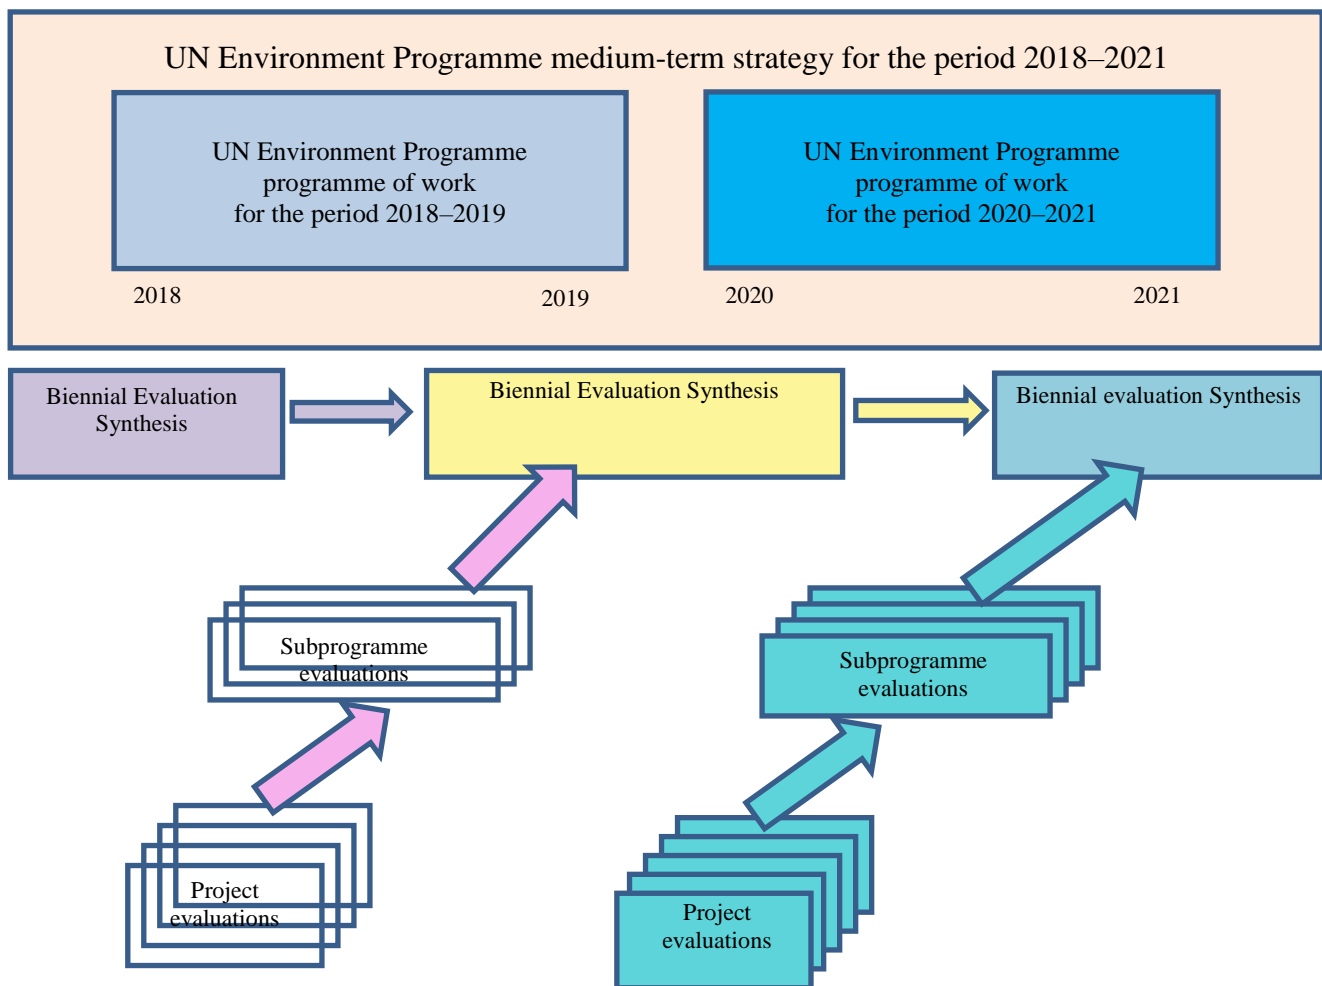 UN Environment Programme medium-term strategy for the period 2018–2021
UN Environment Programme
programme of work
for the period 2018–2019
UN Environment Programme
programme of work
for the period 2020–2021
2018
2019
2020
2021
Biennial Evaluation
Synthesis
Biennial Evaluation Synthesis
Biennial evaluation Synthesis
Subprogramme
evaluations
Subprogramme
evaluations
Project
evaluations
Project
evaluations